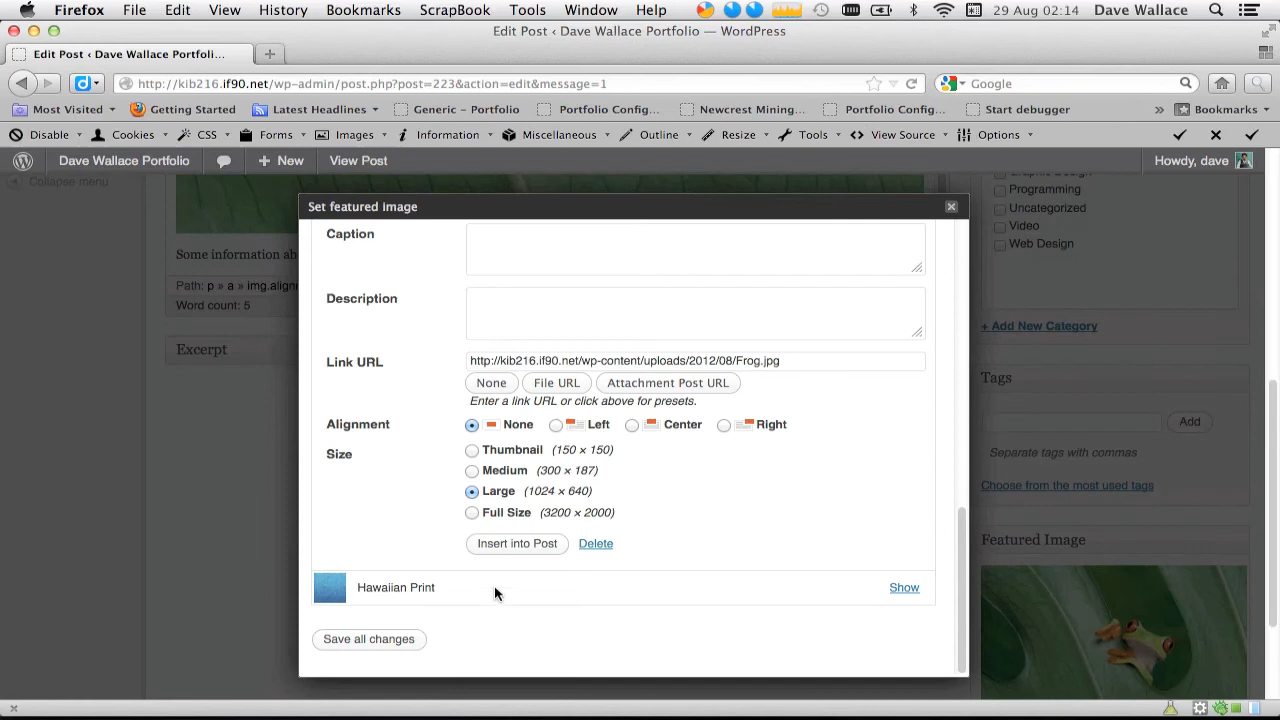 Firefox File Edit View History Bookmarks ScrapBook Tools Window Help 29 Aug 02:14 Dave Wallace
Edit Post ‹ Dave Wallace Portfolio — WordPress
Edit Post ‹ Dave Wallace Portfoli...
http://kib216.if90.net/wp-admin/post.php?post=223&action=edit&message=1 Google
Most Visited Getting Started Latest Headlines Generic – Portfolio Portfolio Config... Newcrest Mining... Portfolio Config... Start debugger » Bookmarks
Disable Cookies CSS Forms Images Information Miscellaneous Outline Resize Tools View Source Options
Dave Wallace Portfolio New View Post Howdy, dave
Collapse menu
Programming
Uncategorized
Video
Web Design
+ Add New Category
Some information ab
Path: p » a » img.align
Word count: 5
Excerpt
Set featured image
Caption
Description
Link URL http://kib216.if90.net/wp-content/uploads/2012/08/Frog.jpg
None File URL Attachment Post URL
Enter a link URL or click above for presets.
Alignment None Left Center Right
Size Thumbnail (150 × 150)
Medium (300 × 187)
Large (1024 × 640)
Full Size (3200 × 2000)
Insert into Post Delete
Hawaiian Print Show
Save all changes
Tags
Add
Separate tags with commas
Choose from the most used tags
Featured Image